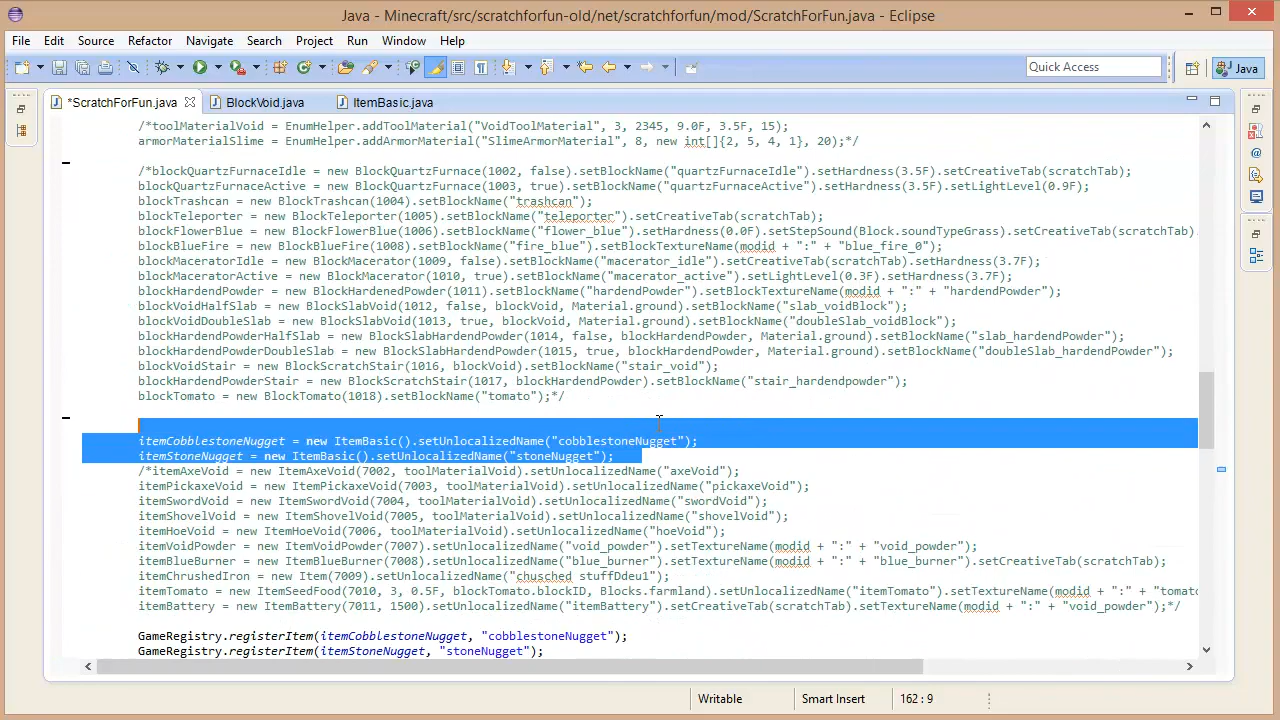 Java - Minecraft/src/scratchforfun-old/net/scratchforfun/mod/ScratchForFun.java - Eclipse
File Edit Source Refactor Navigate Search Project Run Window Help
Quick Access
Java
*ScratchForFun.java
BlockVoid.java
ItemBasic.java
/*toolMaterialVoid = EnumHelper.addToolMaterial("VoidToolMaterial", 3, 2345, 9.0F, 3.5F, 15);
armorMaterialSlime = EnumHelper.addArmorMaterial("SlimeArmorMaterial", 8, new int[]{2, 5, 4, 1}, 20);*/
/*blockQuartzFurnaceIdle = new BlockQuartzFurnace(1002, false).setBlockName("quartzFurnaceIdle").setHardness(3.5F).setCreativeTab(scratchTab);
blockQuartzFurnaceActive = new BlockQuartzFurnace(1003, true).setBlockName("quartzFurnaceActive").setHardness(3.5F).setLightLevel(0.9F);
blockTrashcan = new BlockTrashcan(1004).setBlockName("trashcan");
blockTeleporter = new BlockTeleporter(1005).setBlockName("teleporter").setCreativeTab(scratchTab);
blockFlowerBlue = new BlockFlowerBlue(1006).setBlockName("flower_blue").setHardness(0.0F).setStepSound(Block.soundTypeGrass).setCreativeTab(scratchTab).
blockBlueFire = new BlockBlueFire(1008).setBlockName("fire_blue").setBlockTextureName(modid + ":" + "blue_fire_0");
blockMaceratorIdle = new BlockMacerator(1009, false).setBlockName("macerator_idle").setCreativeTab(scratchTab).setHardness(3.7F);
blockMaceratorActive = new BlockMacerator(1010, true).setBlockName("macerator_active").setLightLevel(0.3F).setHardness(3.7F);
blockHardendPowder = new BlockHardenedPowder(1011).setBlockName("hardendPowder").setBlockTextureName(modid + ":" + "hardendPowder");
blockVoidHalfSlab = new BlockSlabVoid(1012, false, blockVoid, Material.ground).setBlockName("slab_voidBlock");
blockVoidDoubleSlab = new BlockSlabVoid(1013, true, blockVoid, Material.ground).setBlockName("doubleSlab_voidBlock");
blockHardendPowderHalfSlab = new BlockSlabHardendPowder(1014, false, blockHardendPowder, Material.ground).setBlockName("slab_hardendPowder");
blockHardendPowderDoubleSlab = new BlockSlabHardendPowder(1015, true, blockHardendPowder, Material.ground).setBlockName("doubleSlab_hardendPowder");
blockVoidStair = new BlockScratchStair(1016, blockVoid).setBlockName("stair_void");
blockHardendPowderStair = new BlockScratchStair(1017, blockHardendPowder).setBlockName("stair_hardendpowder");
blockTomato = new BlockTomato(1018).setBlockName("tomato");*/
itemCobblestoneNugget = new ItemBasic().setUnlocalizedName("cobblestoneNugget");
itemStoneNugget = new ItemBasic().setUnlocalizedName("stoneNugget");
/*itemAxeVoid = new ItemAxeVoid(7002, toolMaterialVoid).setUnlocalizedName("axeVoid");
itemPickaxeVoid = new ItemPickaxeVoid(7003, toolMaterialVoid).setUnlocalizedName("pickaxeVoid");
itemSwordVoid = new ItemSwordVoid(7004, toolMaterialVoid).setUnlocalizedName("swordVoid");
itemShovelVoid = new ItemShovelVoid(7005, toolMaterialVoid).setUnlocalizedName("shovelVoid");
itemHoeVoid = new ItemHoeVoid(7006, toolMaterialVoid).setUnlocalizedName("hoeVoid");
itemVoidPowder = new ItemVoidPowder(7007).setUnlocalizedName("void_powder").setTextureName(modid + ":" + "void_powder");
itemBlueBurner = new ItemBlueBurner(7008).setUnlocalizedName("blue_burner").setTextureName(modid + ":" + "blue_burner").setCreativeTab(scratchTab);
itemChrushedIron = new Item(7009).setUnlocalizedName("chusched stuffDdeu1");
itemTomato = new ItemSeedFood(7010, 3, 0.5F, Blocks.tomato.blockID, Blocks.farmland).setUnlocalizedName("itemTomato").setTextureName(modid + ":" + "tomato
itemBattery = new ItemBattery(7011, 1500).setUnlocalizedName("itemBattery").setCreativeTab(scratchTab).setTextureName(modid + ":" + "void_powder");*/
GameRegistry.registerItem(itemCobblestoneNugget, "cobblestoneNugget");
GameRegistry.registerItem(itemStoneNugget, "stoneNugget");
Writable Smart Insert 162 : 9